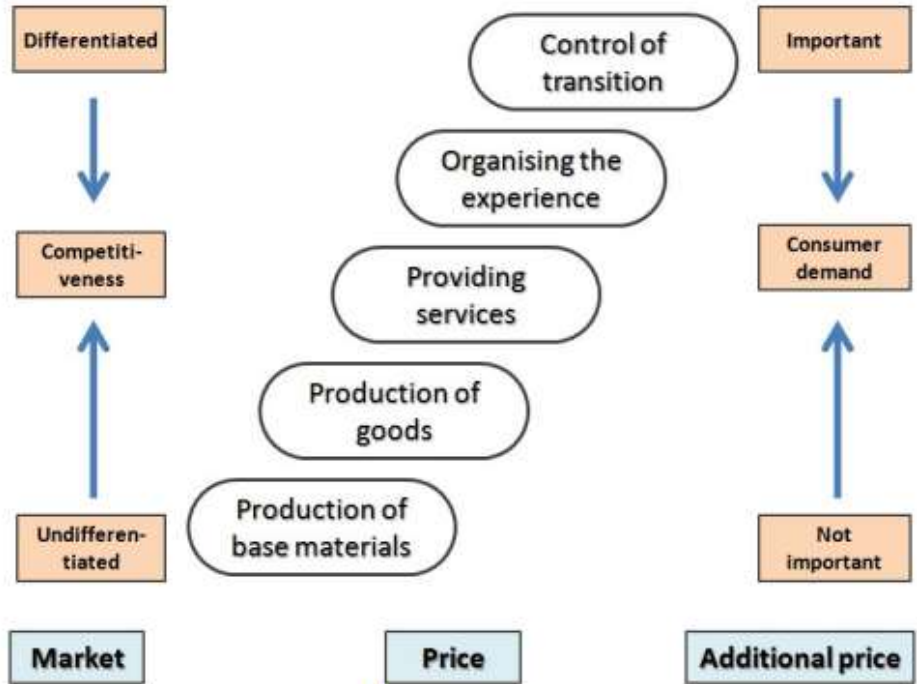 Differentiated
Control of
transition
Important
Organising the
experience
Competiti-
veness
Providing
services
Consumer
demand
Production of
goods
Production of
base materials
Undifferen-
tiated
Not
important
Market
Price
Additional price